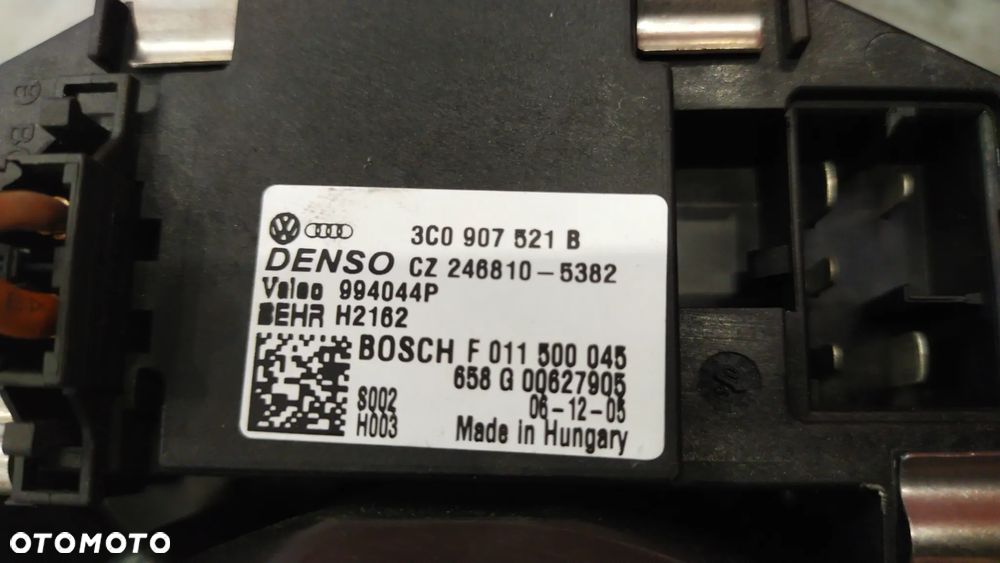 3C0 907 521 B
DENSO CZ 246810-5382
Valeo 994044P
BEHR H2162
BOSCH F 011 500 045
658 G 00627905
S002 06-12-05
H003 Made in Hungary
OTOMOTO